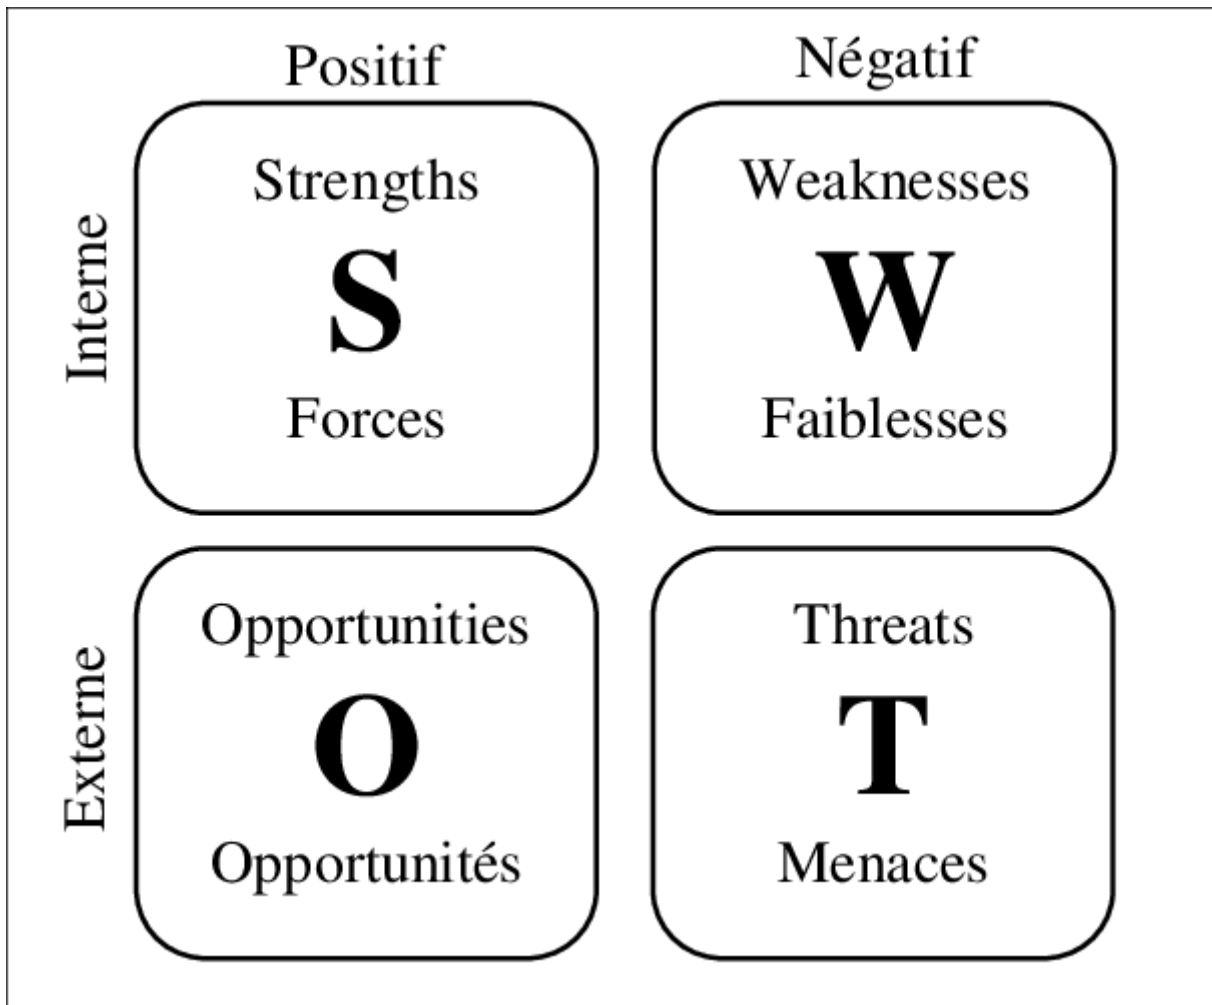 Positif
Négatif
Interne
Strengths
S
Forces
Weaknesses
W
Faiblesses
Externe
Opportunities
O
Opportunités
Threats
T
Menaces